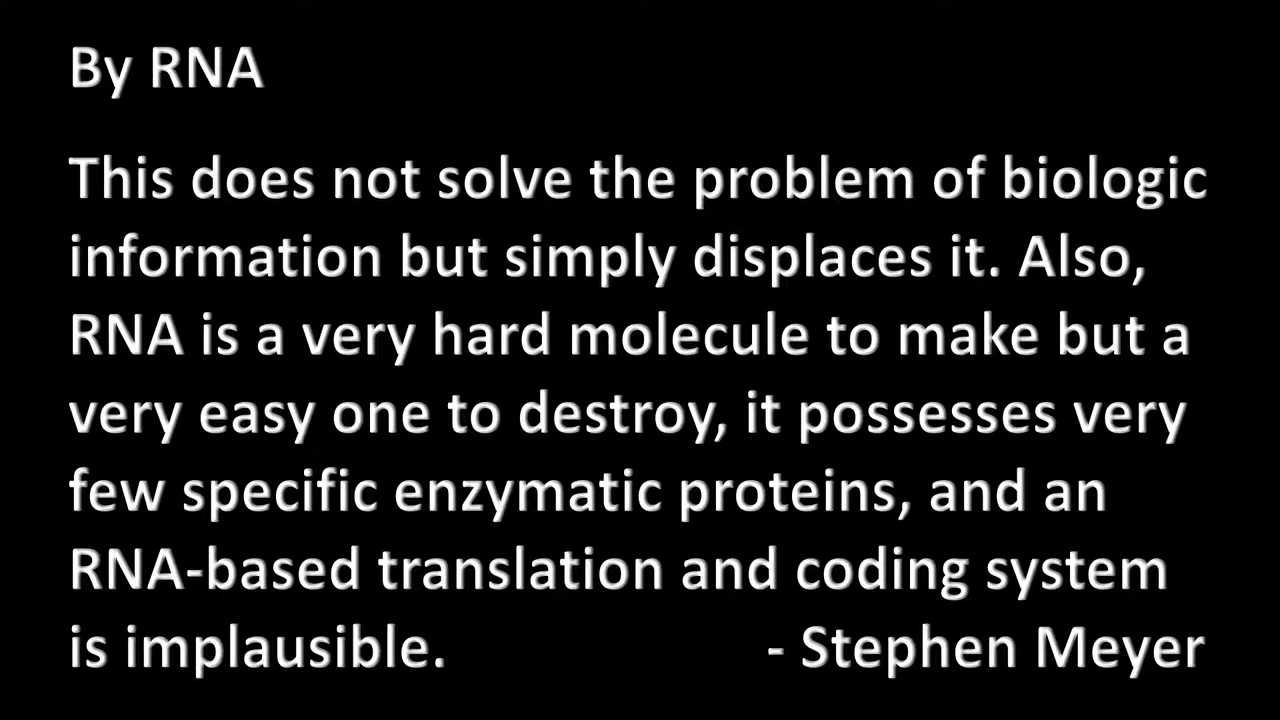 By RNA
This does not solve the problem of biologic
information but simply displaces it. Also,
RNA is a very hard molecule to make but a
very easy one to destroy, it possesses very
few specific enzymatic proteins, and an
RNA-based translation and coding system
is implausible. - Stephen Meyer